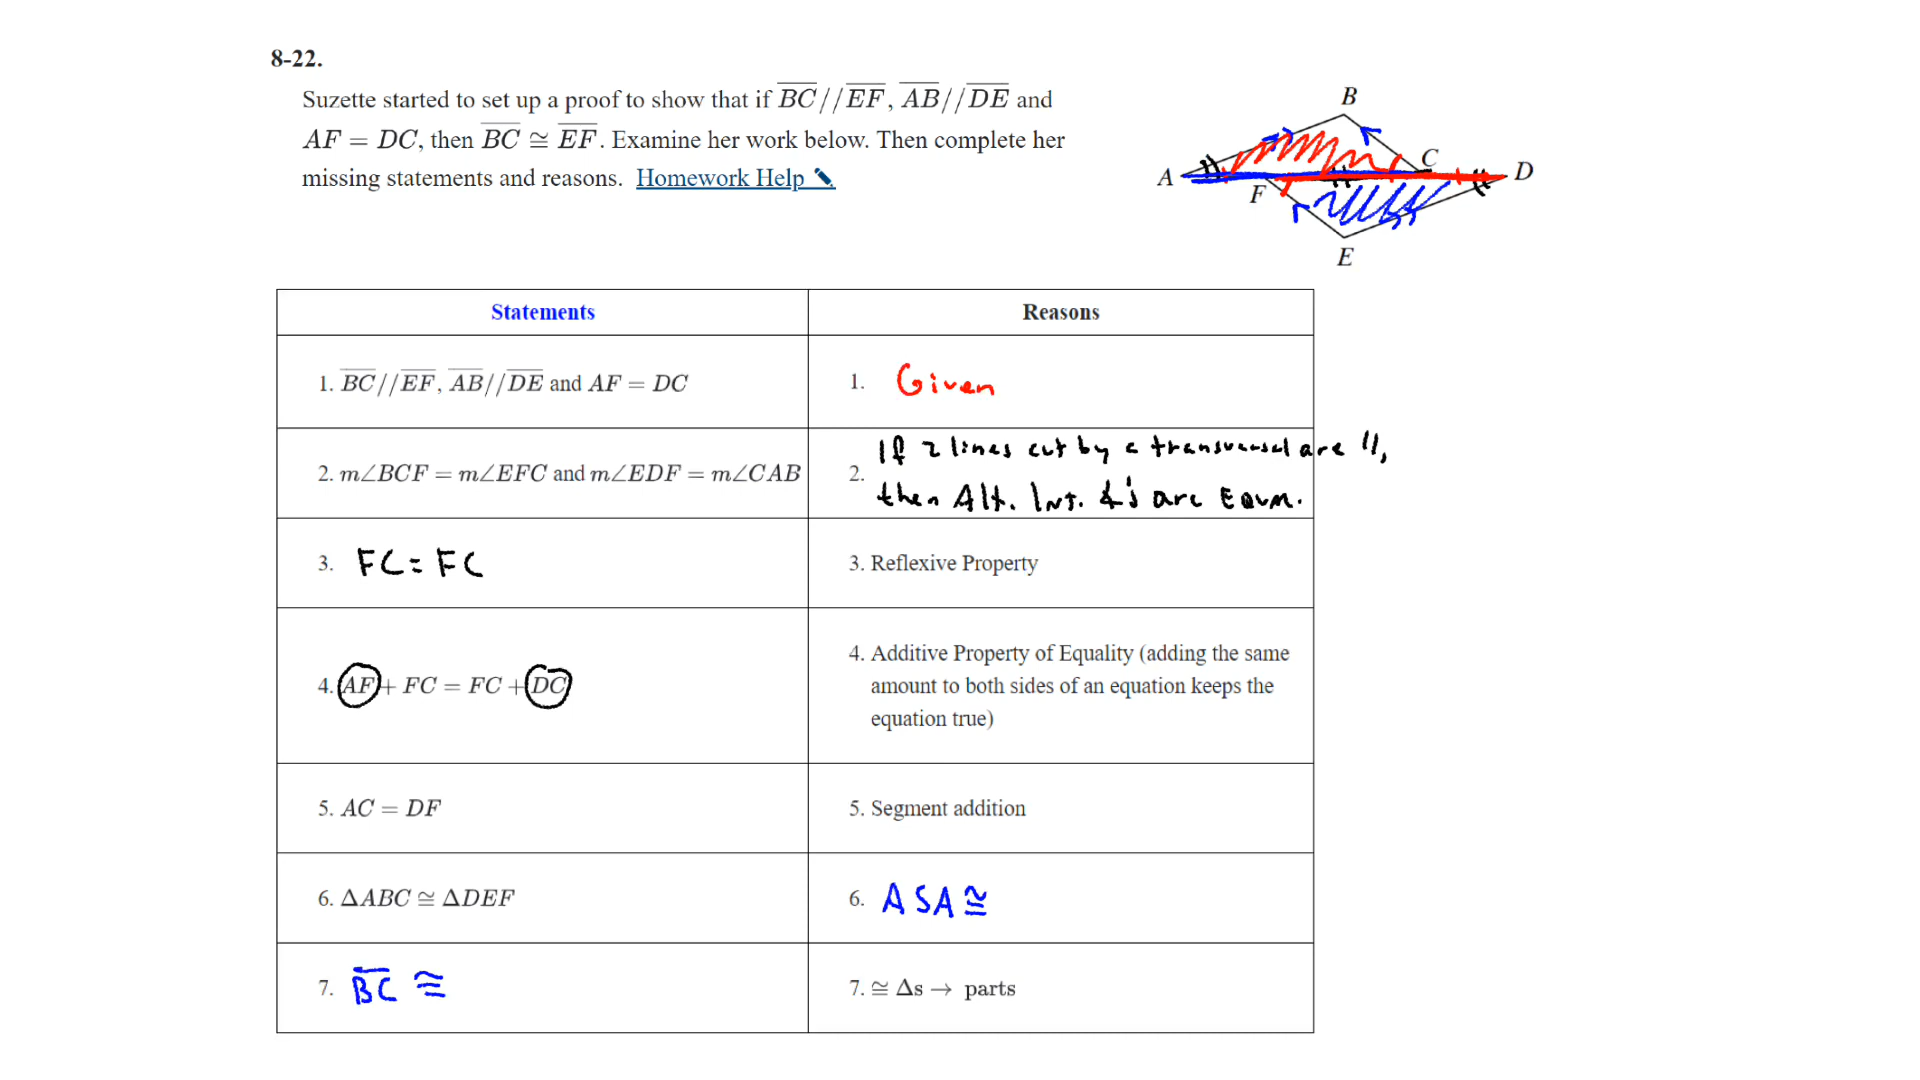 8-22.
Suzette started to set up a proof to show that if BC//EF, AB//DE and
AF = DC, then BC ≅ EF. Examine her work below. Then complete her
missing statements and reasons. Homework Help ✎
B
C
A
D
F
E
Statements Reasons
1. BC//EF, AB//DE and AF = DC 1. Given
2. m∠BCF = m∠EFC and m∠EDF = m∠CAB 2. If 2 lines cut by a transversal are //,
then Alt. Int. ∡'s are Equal.
3. FC = FC 3. Reflexive Property
4. AF + FC = FC + DC 4. Additive Property of Equality (adding the same
amount to both sides of an equation keeps the
equation true)
5. AC = DF 5. Segment addition
6. ΔABC ≅ ΔDEF 6. ASA ≅
7. BC ≅ 7. ≅ Δs → parts